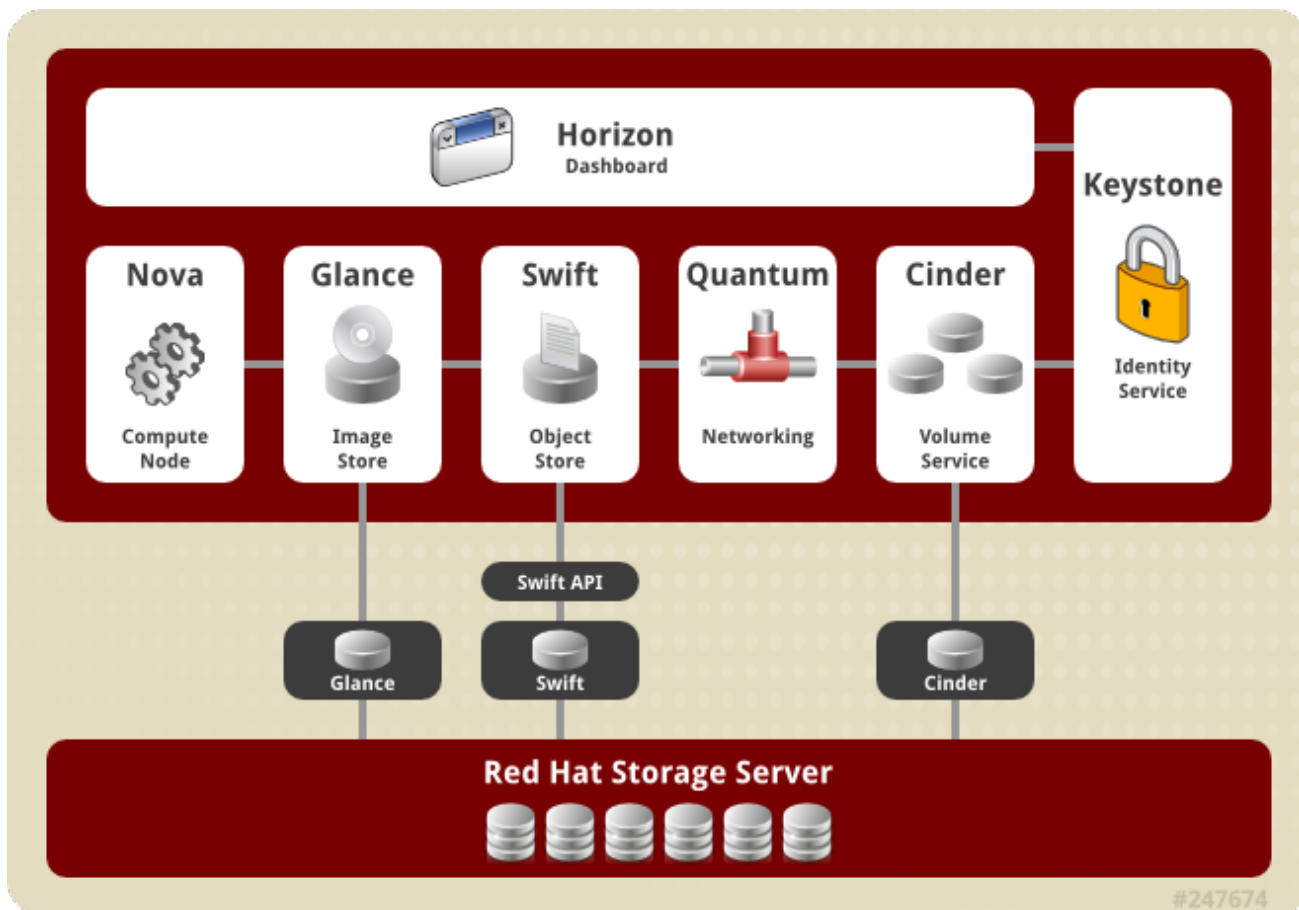 Horizon
Dashboard
Keystone
Identity
Service
Nova
Compute
Node
Glance
Image
Store
Swift
Object
Store
Quantum
Networking
Cinder
Volume
Service
Swift API
Glance
Swift
Cinder
Red Hat Storage Server
#247674